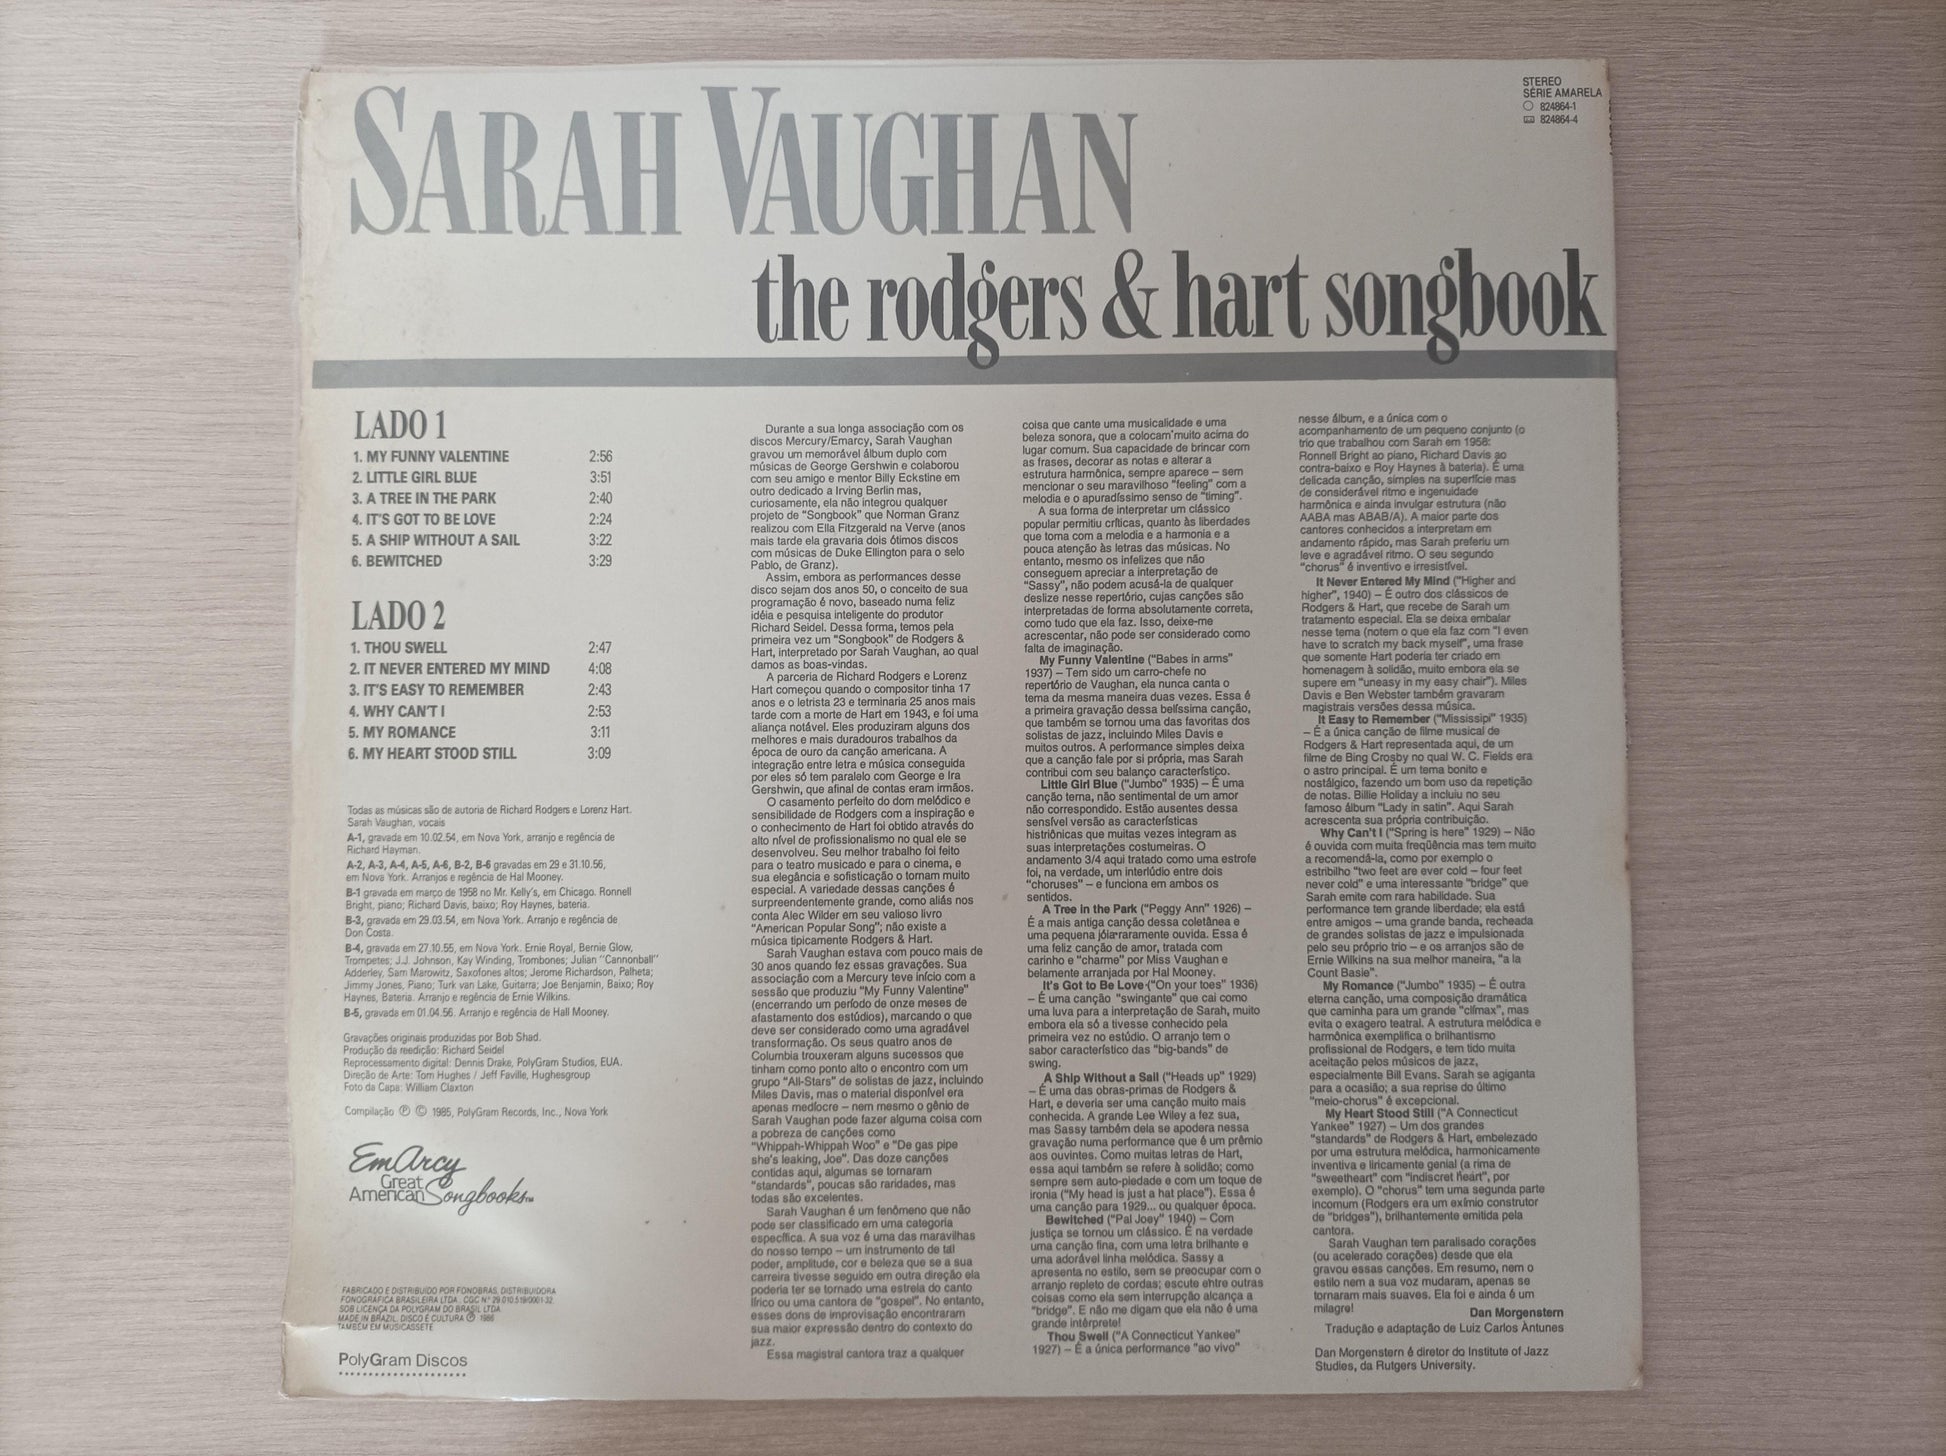 SARAH VAUGHAN
the rodgers & hart songbook
STEREO
SÉRIE AMARELA
824864-1
824864-4
LADO 1
1. MY FUNNY VALENTINE 2:56
2. LITTLE GIRL BLUE 3:51
3. A TREE IN THE PARK 2:40
4. IT'S GOT TO BE LOVE 2:24
5. A SHIP WITHOUT A SAIL 3:22
6. BEWITCHED 3:29
LADO 2
1. THOU SWELL 2:47
2. IT NEVER ENTERED MY MIND 4:08
3. IT'S EASY TO REMEMBER 2:43
4. WHY CAN'T I 2:53
5. MY ROMANCE 3:11
6. MY HEART STOOD STILL 3:09
Todas as músicas são de autoria de Richard Rodgers e Lorenz Hart.
Sarah Vaughan, vocais
A-1, gravada em 10.02.54, em Nova York, arranjo e regência de
Richard Hayman.
A-2, A-3, A-4, A-5, A-6, B-2, B-6 gravadas em 29 e 31.10.56,
em Nova York. Arranjos e regência de Hal Mooney.
B-1 gravada em março de 1958 no Mr. Kelly's, em Chicago. Ronnell
Bright, piano; Richard Davis, baixo; Roy Haynes, bateria.
B-3, gravada em 29.03.54, em Nova York. Arranjo e regência de
Don Costa.
B-4, gravada em 27.10.55, em Nova York. Ernie Royal, Bernie Glow,
Trompetes; J.J. Johnson, Kay Winding, Trombones; Julian "Cannonball"
Adderley, Sam Marowitz, Saxofones altos; Jerome Richardson, Palheta;
Jimmy Jones, Piano; Turk van Lake, Guitarra; Joe Benjamin, Baixo; Roy
Haynes, Bateria. Arranjo e regência de Ernie Wilkins.
B-5, gravada em 01.04.56. Arranjo e regência de Hall Mooney.
Gravações originais produzidas por Bob Shad.
Produção da reedição: Richard Seidel
Reprocessamento digital: Dennis Drake, PolyGram Studios, EUA.
Direção de Arte: Tom Hughes / Jeff Faville, Hughesgroup
Foto da Capa: William Claxton
Compilação ℗ © 1985, PolyGram Records, Inc., Nova York
EmArcy
Great
American Songbooks™
FABRICADO E DISTRIBUIDO POR FONOBRAS, DISTRIBUIDORA
FONOGRÁFICA BRASILEIRA LTDA. CGC Nº 29.010.519/0001-32,
SOB LICENÇA DA POLYGRAM DO BRASIL LTDA.
MADE IN BRAZIL. DISCO É CULTURA ℗ 1986
TAMBÉM EM MUSICASSETE
PolyGram Discos
Durante a sua longa associação com os
discos Mercury/Emarcy, Sarah Vaughan
gravou um memorável álbum duplo com
músicas de George Gershwin e colaborou
com seu amigo e mentor Billy Eckstine em
outro dedicado a Irving Berlin mas,
curiosamente, ela não integrou qualquer
projeto de "Songbook" que Norman Granz
realizou com Ella Fitzgerald na Verve (anos
mais tarde ela gravaria dois ótimos discos
com músicas de Duke Ellington para o selo
Pablo, de Granz).
Assim, embora as performances desse
disco sejam dos anos 50, o conceito de sua
programação é novo, baseado numa feliz
idéia e pesquisa inteligente do produtor
Richard Seidel. Dessa forma, temos pela
primeira vez um "Songbook" de Rodgers &
Hart, interpretado por Sarah Vaughan, ao qual
damos as boas-vindas.
A parceria de Richard Rodgers e Lorenz
Hart começou quando o compositor tinha 17
anos e o letrista 23 e terminaria 25 anos mais
tarde com a morte de Hart em 1943, e foi uma
aliança notável. Eles produziram alguns dos
melhores e mais duradouros trabalhos da
época de ouro da canção americana. A
integração entre letra e música conseguida
por eles só tem paralelo com George e Ira
Gershwin, que afinal de contas eram irmãos.
O casamento perfeito do dom melódico e
sensibilidade de Rodgers com a inspiração e
o conhecimento de Hart foi obtido através do
alto nível de profissionalismo no qual ele se
desenvolveu. Seu melhor trabalho foi feito
para o teatro musicado e para o cinema, e
sua elegância e sofisticação o tornam muito
especial. A variedade dessas canções é
surpreendentemente grande, como aliás nos
conta Alec Wilder em seu valioso livro
"American Popular Song"; não existe a
música tipicamente Rodgers & Hart.
Sarah Vaughan estava com pouco mais de
30 anos quando fez essas gravações. Sua
associação com a Mercury teve início com a
sessão que produziu "My Funny Valentine"
(encerrando um período de onze meses de
afastamento dos estúdios), marcando o que
deve ser considerado como uma agradável
transformação. Os seus quatro anos de
Columbia trouxeram alguns sucessos que
tinham como ponto alto o encontro com um
grupo "All-Stars" de solistas de jazz, incluindo
Miles Davis, mas o material disponível era
apenas medíocre – nem mesmo o gênio de
Sarah Vaughan pode fazer alguma coisa com
a pobreza de canções como
"Whippah-Whippah Woo" e "De gas pipe
she's leaking, Joe". Das doze canções
contidas aqui, algumas se tornaram
"standards", poucas são raridades, mas
todas são excelentes.
Sarah Vaughan é um fenômeno que não
pode ser classificado em uma categoria
específica. A sua voz é uma das maravilhas
do nosso tempo – um instrumento de tal
poder, amplitude, cor e beleza que se a sua
carreira tivesse seguido em outra direção ela
poderia ter se tornado uma estrela do canto
lírico ou uma cantora de "gospel". No entanto,
esses dons de improvisação encontraram
sua maior expressão dentro do contexto do
jazz.
Essa magistral cantora traz a qualquer
coisa que cante uma musicalidade e uma
beleza sonora, que a colocam muito acima do
lugar comum. Sua capacidade de brincar com
as frases, decorar as notas e alterar a
estrutura harmônica, sempre aparece – sem
mencionar o seu maravilhoso "feeling" com a
melodia e o apuradíssimo senso de "timing".
A sua forma de interpretar um clássico
popular permitiu críticas, quanto às liberdades
que toma com a melodia e a harmonia e a
pouca atenção às letras das músicas. No
entanto, mesmo os infelizes que não
conseguem apreciar a interpretação de
"Sassy", não podem acusá-la de qualquer
deslize nesse repertório, cujas canções são
interpretadas de forma absolutamente correta,
como tudo que ela faz. Isso, deixe-me
acrescentar, não pode ser considerado como
falta de imaginação.
My Funny Valentine ("Babes in arms"
1937) – Tem sido um carro-chefe no
repertório de Vaughan, ela nunca canta o
tema da mesma maneira duas vezes. Essa é
a primeira gravação dessa belíssima canção,
que também se tornou uma das favoritas dos
solistas de jazz, incluindo Miles Davis e
muitos outros. A performance simples deixa
que a canção fale por si própria, mas Sarah
contribui com seu balanço característico.
Little Girl Blue ("Jumbo" 1935) – É uma
canção terna, não sentimental de um amor
não correspondido. Estão ausentes dessa
sensível versão as características
histriônicas que muitas vezes integram as
suas interpretações costumeiras. O
andamento 3/4 aqui tratado como uma estrofe
foi, na verdade, um interlúdio entre dois
"choruses" – e funciona em ambos os
sentidos.
A Tree in the Park ("Peggy Ann" 1926) –
É a mais antiga canção dessa coletânea e
uma pequena jóia raramente ouvida. Essa é
uma feliz canção de amor, tratada com
carinho e "charme" por Miss Vaughan e
belamente arranjada por Hal Mooney.
It's Got to Be Love ("On your toes" 1936)
– É uma canção "swingante" que cai como
uma luva para a interpretação de Sarah, muito
embora ela só a tivesse conhecido pela
primeira vez no estúdio. O arranjo tem o
sabor característico das "big-bands" de
swing.
A Ship Without a Sail ("Heads up" 1929)
– É uma das obras-primas de Rodgers &
Hart, e deveria ser uma canção muito mais
conhecida. A grande Lee Wiley a fez sua,
mas Sassy também dela se apodera nessa
gravação numa performance que é um prêmio
aos ouvintes. Como muitas letras de Hart,
essa aqui também se refere à solidão; como
sempre sem auto-piedade e com um toque de
ironia ("My head is just a hat place"). Essa é
uma canção para 1929... ou qualquer época.
Bewitched ("Pal Joey" 1940) – Com
justiça se tornou um clássico. É na verdade
uma canção fina, com uma letra brilhante e
uma adorável linha melódica. Sassy a
apresenta no estilo, sem se preocupar com o
arranjo repleto de cordas; escute entre outras
coisas como ela sem interrupção alcança a
"bridge". E não me digam que ela não é uma
grande intérprete!
Thou Swell ("A Connecticut Yankee"
1927) – É a única performance "ao vivo"
nesse álbum, e a única com o
acompanhamento de um pequeno conjunto (o
trio que trabalhou com Sarah em 1958:
Ronnell Bright ao piano, Richard Davis ao
contra-baixo e Roy Haynes à bateria). É uma
delicada canção, simples na superfície mas
de considerável ritmo e ingenuidade
harmônica e ainda invulgar estrutura (não
AABA mas ABAB/A). A maior parte dos
cantores conhecidos a interpretam em
andamento rápido, mas Sarah preferiu um
leve e agradável ritmo. O seu segundo
"chorus" é inventivo e irresistível.
It Never Entered My Mind ("Higher and
higher", 1940) – É outro dos clássicos de
Rodgers & Hart, que recebe de Sarah um
tratamento especial. Ela se deixa embalar
nesse tema (notem o que ela faz com "I even
have to scratch my back myself", uma frase
que somente Hart poderia ter criado em
homenagem à solidão, muito embora ela se
supere em "uneasy in my easy chair"). Miles
Davis e Ben Webster também gravaram
magistrais versões dessa música.
It Easy to Remember ("Mississipi" 1935)
– É a única canção de filme musical de
Rodgers & Hart representada aqui, de um
filme de Bing Crosby no qual W. C. Fields era
o astro principal. É um tema bonito e
nostálgico, fazendo um bom uso da repetição
de notas. Billie Holiday a incluiu no seu
famoso álbum "Lady in satin". Aqui Sarah
acrescenta sua própria contribuição.
Why Can't I ("Spring is here" 1929) – Não
é ouvida com muita freqüência mas tem muito
a recomendá-la, como por exemplo o
estribilho "two feet are ever cold – four feet
never cold" e uma interessante "bridge" que
Sarah emite com rara habilidade. Sua
performance tem grande liberdade; ela está
entre amigos – uma grande banda, recheada
de grandes solistas de jazz e impulsionada
pelo seu próprio trio – e os arranjos são de
Ernie Wilkins na sua melhor maneira, "a la
Count Basie".
My Romance ("Jumbo" 1935) – É outra
eterna canção, uma composição dramática
que caminha para um grande "clímax", mas
evita o exagero teatral. A estrutura melódica e
harmônica exemplifica o brilhantismo
profissional de Rodgers, e tem tido muita
aceitação pelos músicos de jazz,
especialmente Bill Evans. Sarah se agiganta
para a ocasião; a sua reprise do último
"meio-chorus" é excepcional.
My Heart Stood Still ("A Connecticut
Yankee" 1927) – Um dos grandes
"standards" de Rodgers & Hart, embelezado
por uma estrutura melódica, harmonicamente
inventiva e liricamente genial (a rima de
"sweetheart" com "indiscret heart", por
exemplo). O "chorus" tem uma segunda parte
incomum (Rodgers era um exímio construtor
de "bridges"), brilhantemente emitida pela
cantora.
Sarah Vaughan tem paralisado corações
(ou acelerado corações) desde que ela
gravou essas canções. Em resumo, nem o
estilo nem a sua voz mudaram, apenas se
tornaram mais suaves. Ela foi e ainda é um
milagre!
Dan Morgenstern
Tradução e adaptação de Luiz Carlos Antunes
Dan Morgenstern é diretor do Institute of Jazz
Studies, da Rutgers University.